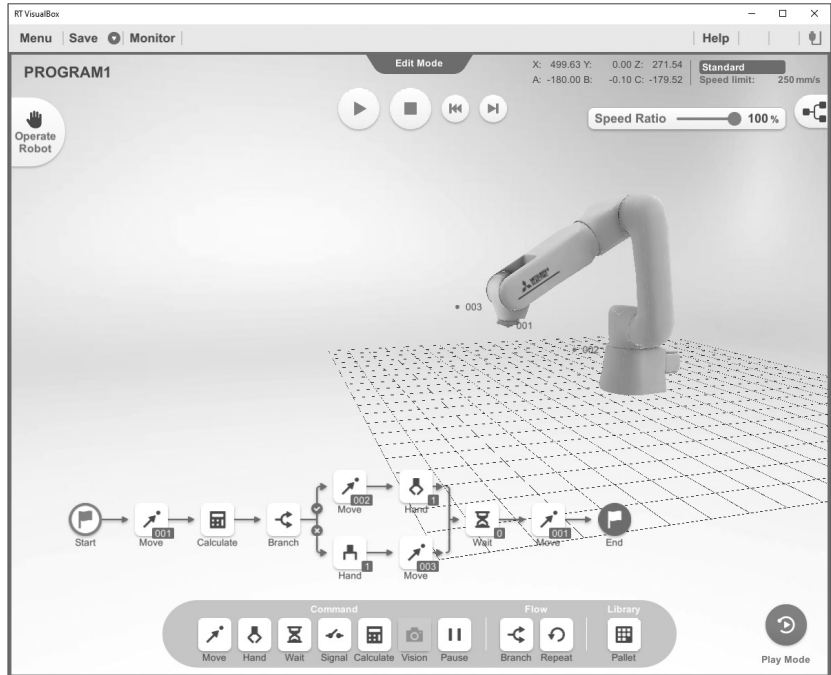 RT VisualBox
Menu Save Monitor Help
PROGRAM1
Edit Mode
X: 499.63 Y: 0.00 Z: 271.54
A: -180.00 B: -0.10 C: -179.52
Standard
Speed limit: 250 mm/s
Operate
Robot
Speed Ratio 100 %
003
001
002
002
Move
1
Hand
Start
001
Move
Calculate
Branch
0
Wait
001
Move
End
1
Hand
003
Move
Command Flow Library
Move Hand Wait Signal Calculate Vision Pause Branch Repeat Pallet
Play Mode